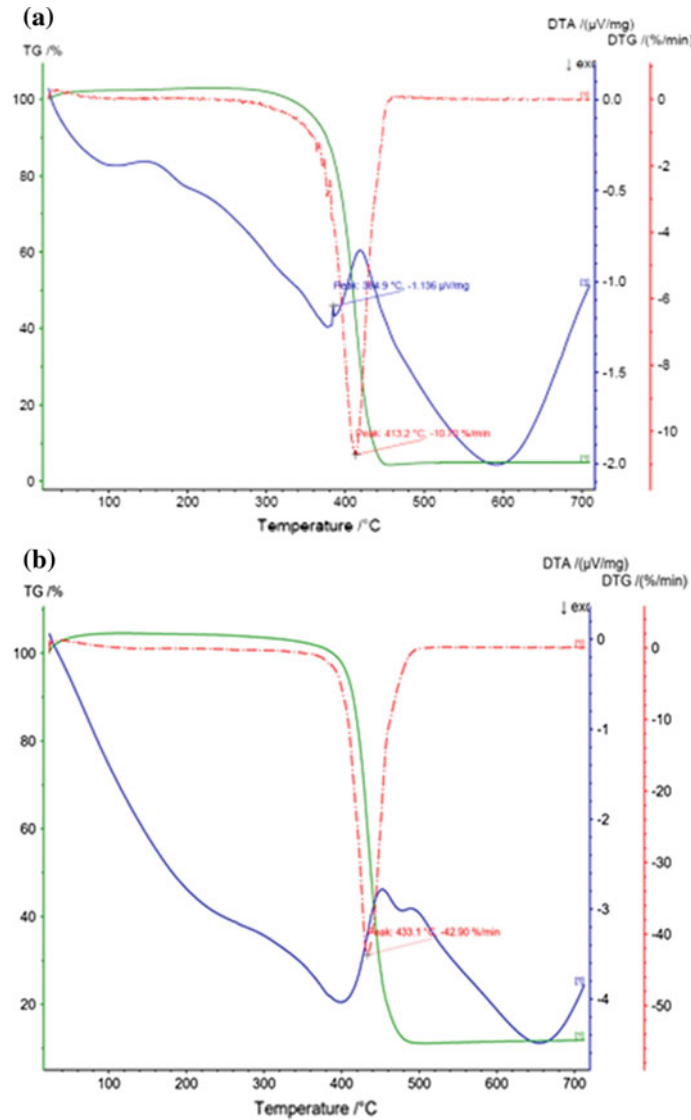 (a)
TG /%
DTA /(µV/mg)
DTG /(%/min)
↓ exo
100
80
60
40
20
0
0.0
-0.5
-1.0
-1.5
-2.0
0
-2
-4
-6
-8
-10
Peak: 384.9 °C, -1.136 µV/mg
Peak: 413.2 °C, -10.70 %/min
100 200 300 400 500 600 700
Temperature /°C
(b)
TG /%
DTA /(µV/mg)
DTG /(%/min)
↓ exo
100
80
60
40
20
0
-1
-2
-3
-4
0
-10
-20
-30
-40
-50
Peak: 433.1 °C, -42.90 %/min
100 200 300 400 500 600 700
Temperature /°C